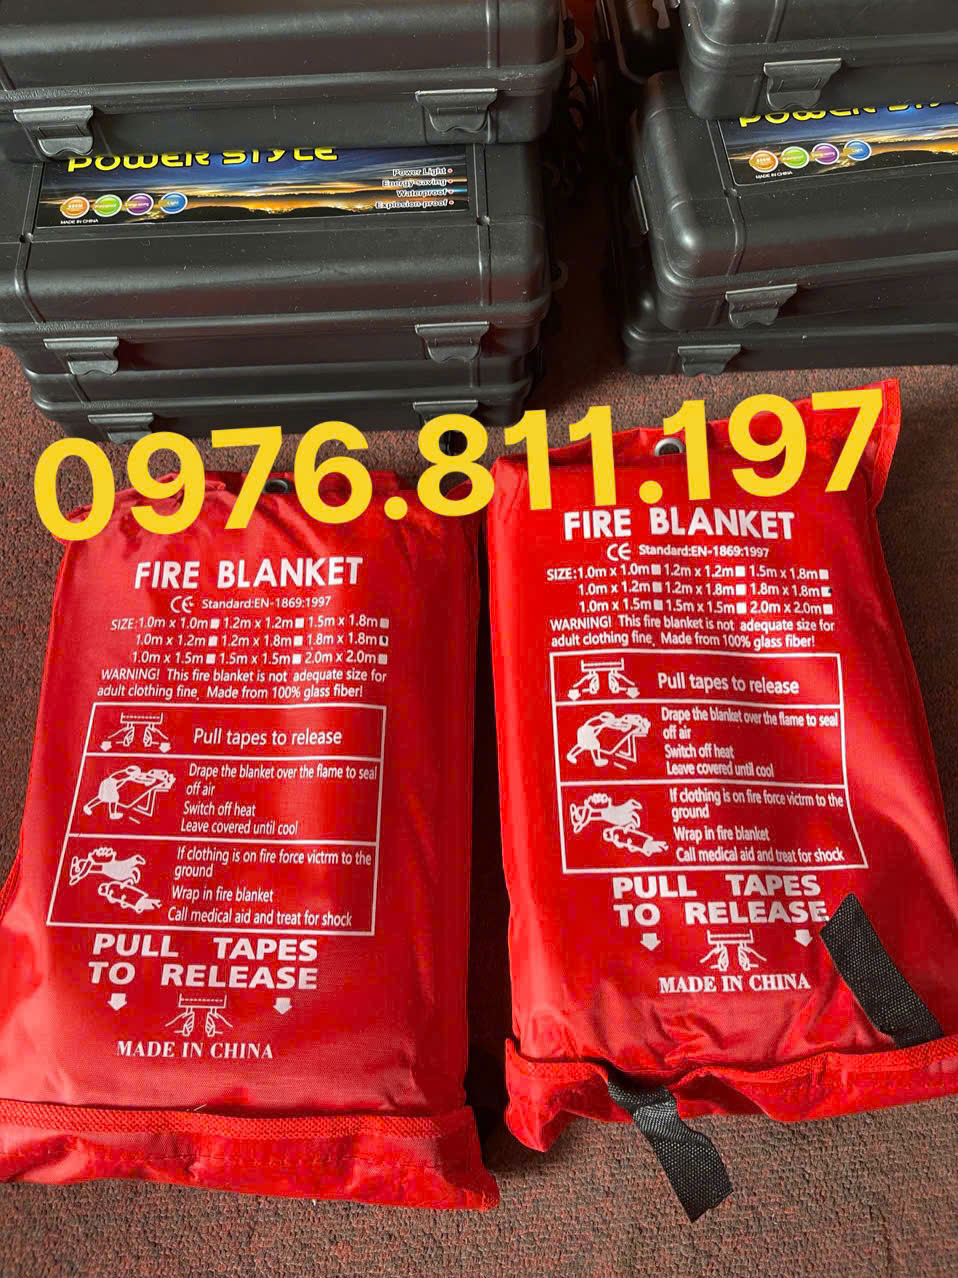 POWER STYLE
Power Light
Energy-saving
Waterproof
Explosion-proof
MADE IN CHINA
POWER STYLE
MADE IN CHINA
0976.811.197
FIRE BLANKET
CE Standard:EN-1869:1997
SIZE:1.0m x 1.0m 1.2m x 1.2m 1.5m x 1.8m
1.0m x 1.2m 1.2m x 1.8m 1.8m x 1.8m
1.0m x 1.5m 1.5m x 1.5m 2.0m x 2.0m
WARNING! This fire blanket is not adequate size for
adult clothing fine. Made from 100% glass fiber!
Pull tapes to release
Drape the blanket over the flame to seal
off air
Switch off heat
Leave covered until cool
If clothing is on fire force victrm to the
ground
Wrap in fire blanket
Call medical aid and treat for shock
PULL TAPES
TO RELEASE
MADE IN CHINA
FIRE BLANKET
CE Standard:EN-1869:1997
SIZE:1.0m x 1.0m 1.2m x 1.2m 1.5m x 1.8m
1.0m x 1.2m 1.2m x 1.8m 1.8m x 1.8m
1.0m x 1.5m 1.5m x 1.5m 2.0m x 2.0m
WARNING! This fire blanket is not adequate size for
adult clothing fine. Made from 100% glass fiber!
Pull tapes to release
Drape the blanket over the flame to seal
off air
Switch off heat
Leave covered until cool
If clothing is on fire force victrm to the
ground
Wrap in fire blanket
Call medical aid and treat for shock
PULL TAPES
TO RELEASE
MADE IN CHINA